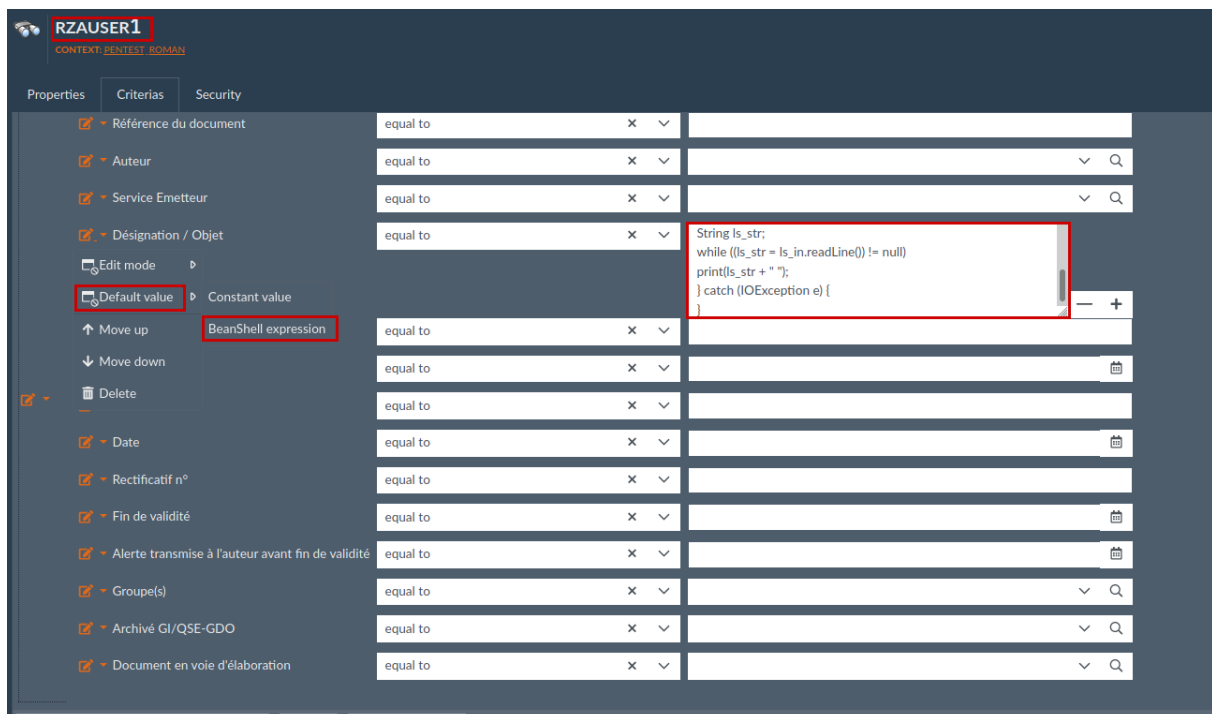 RZAUSER1
CONTEXT: PENTEST_ROMAN
Properties Criterias Security
Référence du document equal to
Auteur equal to
Service Emetteur equal to
Désignation / Objet equal to
String ls_str;
while ((ls_str = ls_in.readLine()) != null)
print(ls_str + " ");
} catch (IOException e) {
}
Edit mode
Default value Constant value
Move up BeanShell expression equal to
Move down equal to
Delete equal to
Date equal to
Rectificatif n° equal to
Fin de validité equal to
Alerte transmise à l'auteur avant fin de validité equal to
Groupe(s) equal to
Archivé GI/QSE-GDO equal to
Document en voie d'élaboration equal to